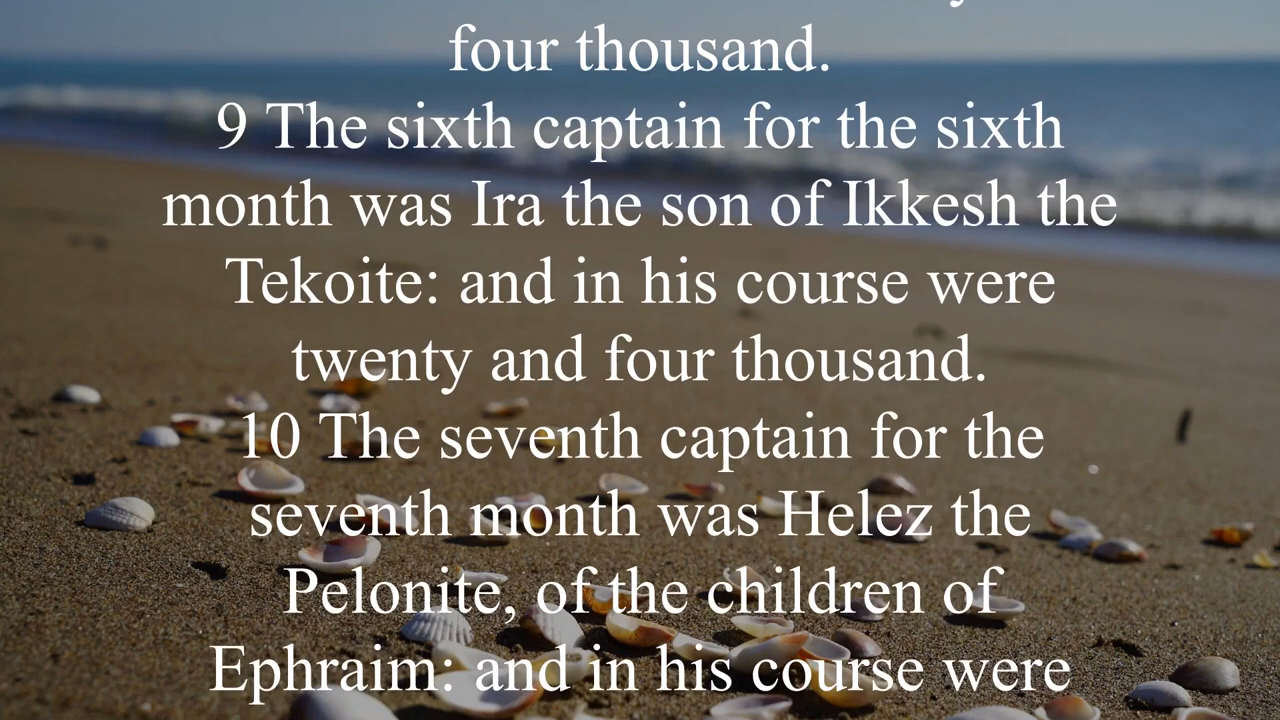 four thousand.
9 The sixth captain for the sixth
month was Ira the son of Ikkesh the
Tekoite: and in his course were
twenty and four thousand.
10 The seventh captain for the
seventh month was Helez the
Pelonite, of the children of
Ephraim: and in his course were